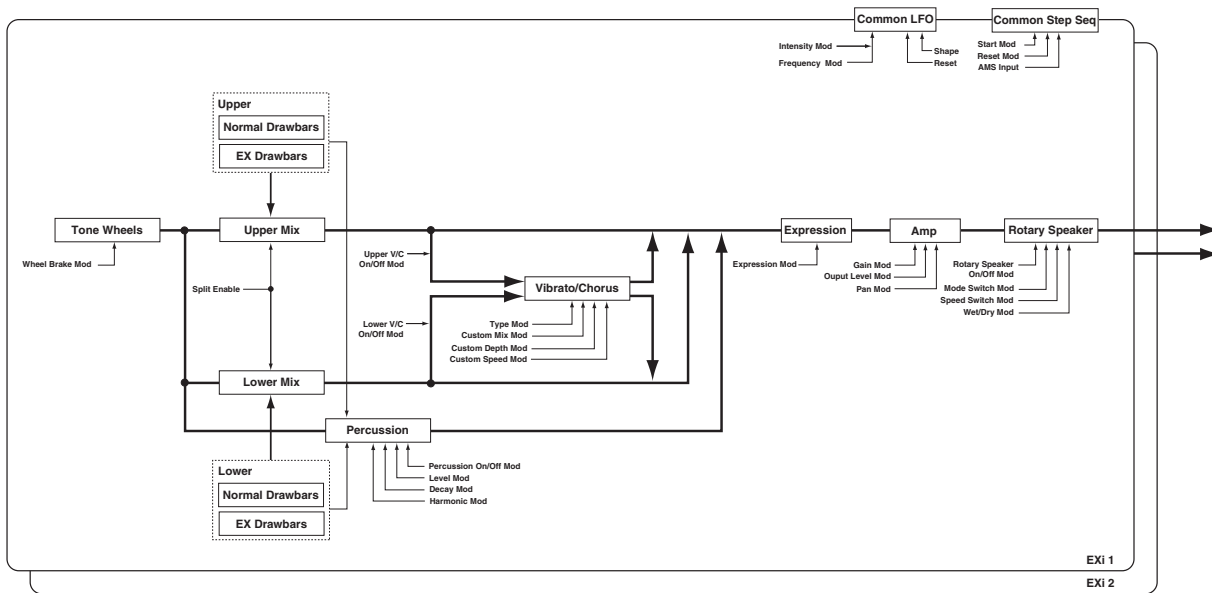 Common LFO
Common Step Seq
Intensity Mod
Frequency Mod
Shape
Reset
Start Mod
Reset Mod
AMS Input
Upper
Normal Drawbars
EX Drawbars
Tone Wheels
Upper Mix
Expression
Amp
Rotary Speaker
Wheel Brake Mod
Upper V/C
On/Off Mod
Expression Mod
Gain Mod
Ouput Level Mod
Pan Mod
Rotary Speaker
On/Off Mod
Mode Switch Mod
Speed Switch Mod
Wet/Dry Mod
Split Enable
Vibrato/Chorus
Lower V/C
On/Off Mod
Type Mod
Custom Mix Mod
Custom Depth Mod
Custom Speed Mod
Lower Mix
Percussion
Percussion On/Off Mod
Level Mod
Decay Mod
Harmonic Mod
Lower
Normal Drawbars
EX Drawbars
EXi 1
EXi 2